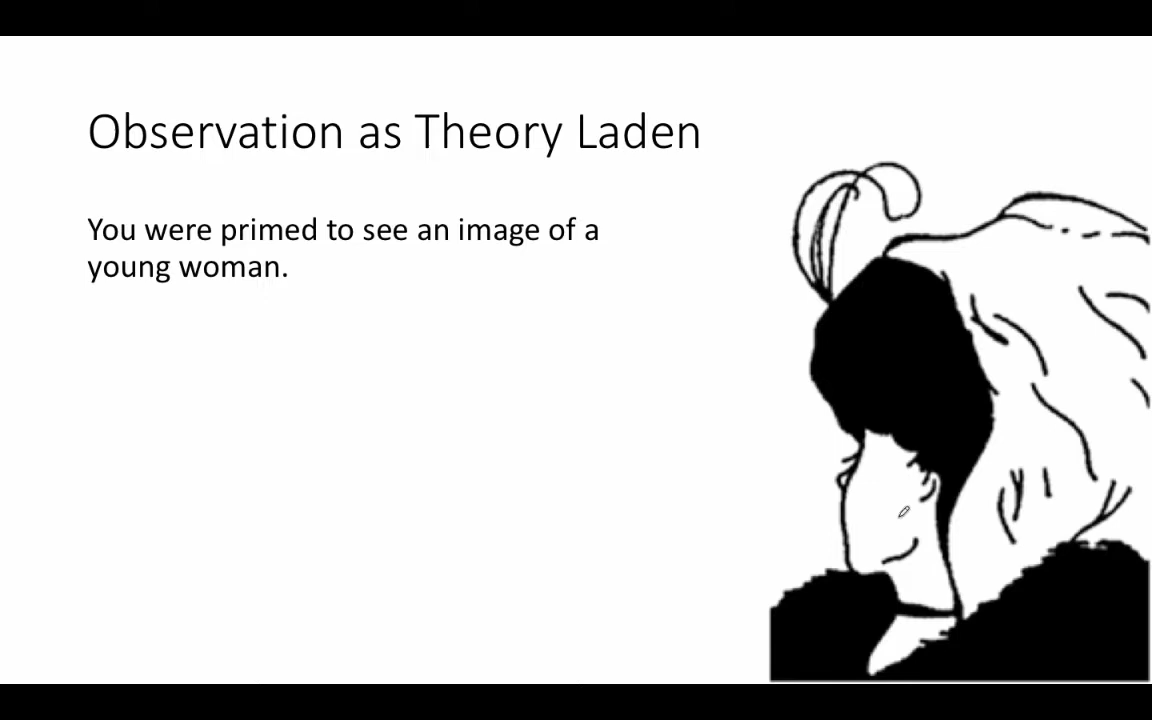 Observation as Theory Laden
You were primed to see an image of a
young woman.